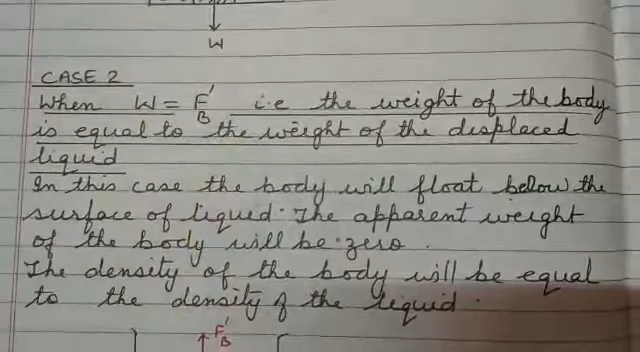 W
CASE 2
When W = F'B i.e the weight of the body
is equal to the weight of the displaced
liquid
In this case the body will float below the
surface of liquid. The apparent weight
of the body will be zero.
The density of the body will be equal
to the density of the liquid.
F'B